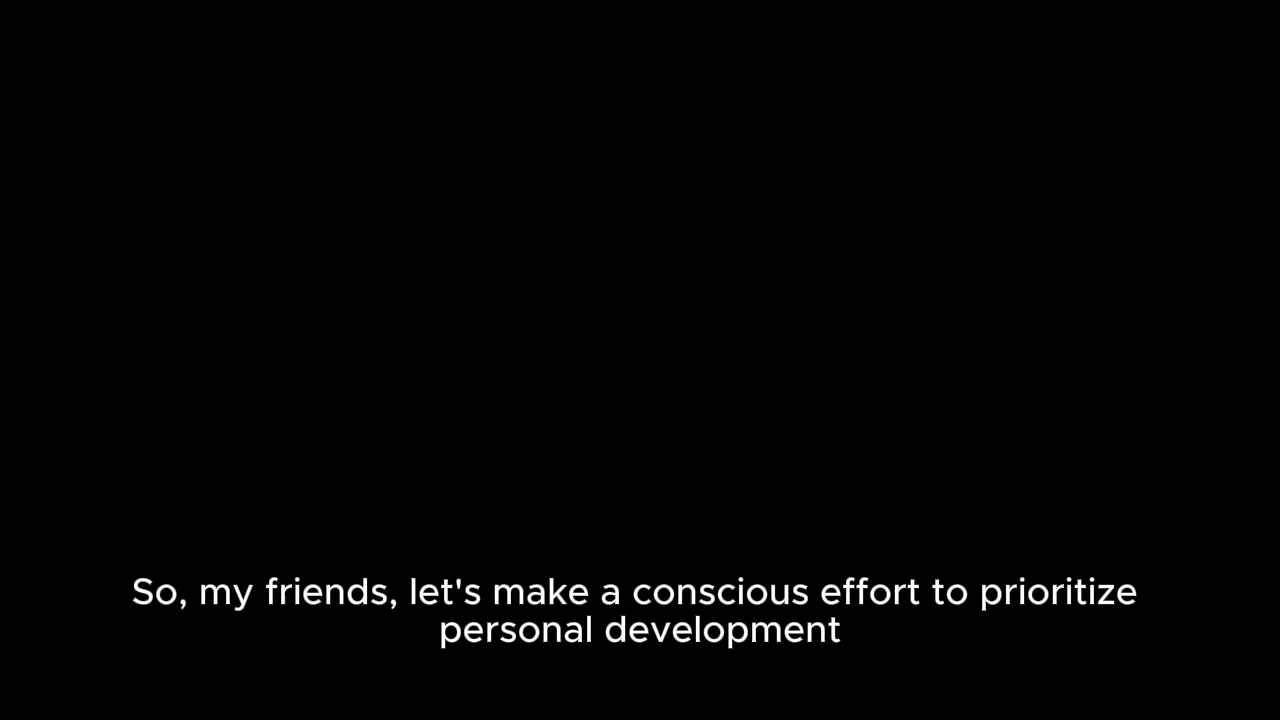 So, my friends, let's make a conscious effort to prioritize
personal development